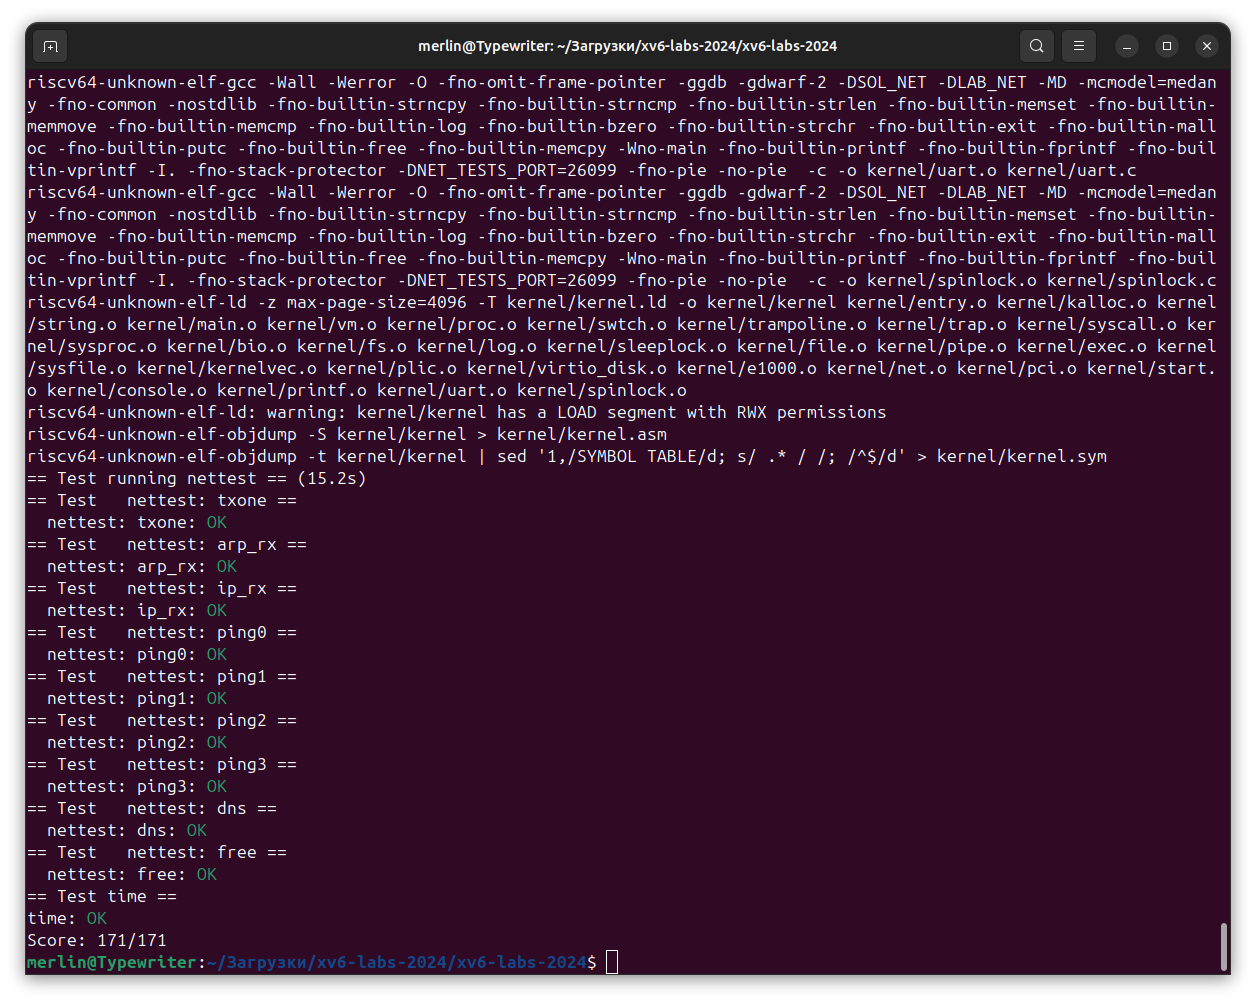 merlin@Typewriter: ~/Загрузки/xv6-labs-2024/xv6-labs-2024
riscv64-unknown-elf-gcc -Wall -Werror -O -fno-omit-frame-pointer -ggdb -gdwarf-2 -DSOL_NET -DLAB_NET -MD -mcmodel=medan
y -fno-common -nostdlib -fno-builtin-strncpy -fno-builtin-strncmp -fno-builtin-strlen -fno-builtin-memset -fno-builtin-
memmove -fno-builtin-memcmp -fno-builtin-log -fno-builtin-bzero -fno-builtin-strchr -fno-builtin-exit -fno-builtin-mall
oc -fno-builtin-putc -fno-builtin-free -fno-builtin-memcpy -Wno-main -fno-builtin-printf -fno-builtin-fprintf -fno-buil
tin-vprintf -I. -fno-stack-protector -DNET_TESTS_PORT=26099 -fno-pie -no-pie  -c -o kernel/uart.o kernel/uart.c
riscv64-unknown-elf-gcc -Wall -Werror -O -fno-omit-frame-pointer -ggdb -gdwarf-2 -DSOL_NET -DLAB_NET -MD -mcmodel=medan
y -fno-common -nostdlib -fno-builtin-strncpy -fno-builtin-strncmp -fno-builtin-strlen -fno-builtin-memset -fno-builtin-
memmove -fno-builtin-memcmp -fno-builtin-log -fno-builtin-bzero -fno-builtin-strchr -fno-builtin-exit -fno-builtin-mall
oc -fno-builtin-putc -fno-builtin-free -fno-builtin-memcpy -Wno-main -fno-builtin-printf -fno-builtin-fprintf -fno-buil
tin-vprintf -I. -fno-stack-protector -DNET_TESTS_PORT=26099 -fno-pie -no-pie  -c -o kernel/spinlock.o kernel/spinlock.c
riscv64-unknown-elf-ld -z max-page-size=4096 -T kernel/kernel.ld -o kernel/kernel kernel/entry.o kernel/kalloc.o kernel
/string.o kernel/main.o kernel/vm.o kernel/proc.o kernel/swtch.o kernel/trampoline.o kernel/trap.o kernel/syscall.o ker
nel/sysproc.o kernel/bio.o kernel/fs.o kernel/log.o kernel/sleeplock.o kernel/file.o kernel/pipe.o kernel/exec.o kernel
/sysfile.o kernel/kernelvec.o kernel/plic.o kernel/virtio_disk.o kernel/e1000.o kernel/net.o kernel/pci.o kernel/start.
o kernel/console.o kernel/printf.o kernel/uart.o kernel/spinlock.o
riscv64-unknown-elf-ld: warning: kernel/kernel has a LOAD segment with RWX permissions
riscv64-unknown-elf-objdump -S kernel/kernel > kernel/kernel.asm
riscv64-unknown-elf-objdump -t kernel/kernel | sed '1,/SYMBOL TABLE/d; s/ .* / /; /^$/d' > kernel/kernel.sym
== Test running nettest == (15.2s)
== Test   nettest: txone ==
  nettest: txone: OK
== Test   nettest: arp_rx ==
  nettest: arp_rx: OK
== Test   nettest: ip_rx ==
  nettest: ip_rx: OK
== Test   nettest: ping0 ==
  nettest: ping0: OK
== Test   nettest: ping1 ==
  nettest: ping1: OK
== Test   nettest: ping2 ==
  nettest: ping2: OK
== Test   nettest: ping3 ==
  nettest: ping3: OK
== Test   nettest: dns ==
  nettest: dns: OK
== Test   nettest: free ==
  nettest: free: OK
== Test time ==
time: OK
Score: 171/171
merlin@Typewriter:~/Загрузки/xv6-labs-2024/xv6-labs-2024$